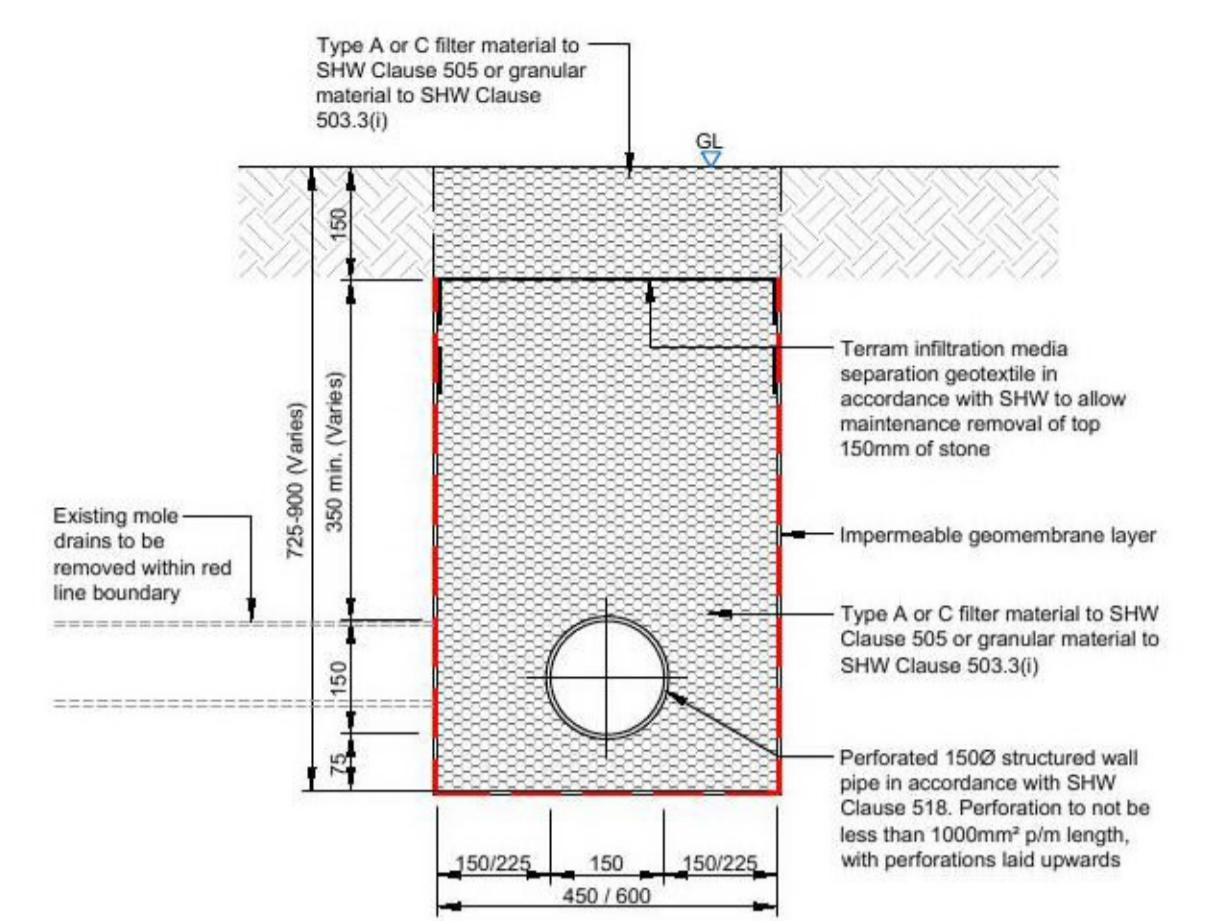 Type A or C filter material to
SHW Clause 505 or granular
material to SHW Clause
503.3(i)
GL
150
350 min. (Varies)
725-900 (Varies)
150
75
Existing mole
drains to be
removed within red
line boundary
Terram infiltration media
separation geotextile in
accordance with SHW to allow
maintenance removal of top
150mm of stone
Impermeable geomembrane layer
Type A or C filter material to SHW
Clause 505 or granular material to
SHW Clause 503.3(i)
Perforated 150Ø structured wall
pipe in accordance with SHW
Clause 518. Perforation to not be
less than 1000mm² p/m length,
with perforations laid upwards
150/225
150
150/225
450 / 600